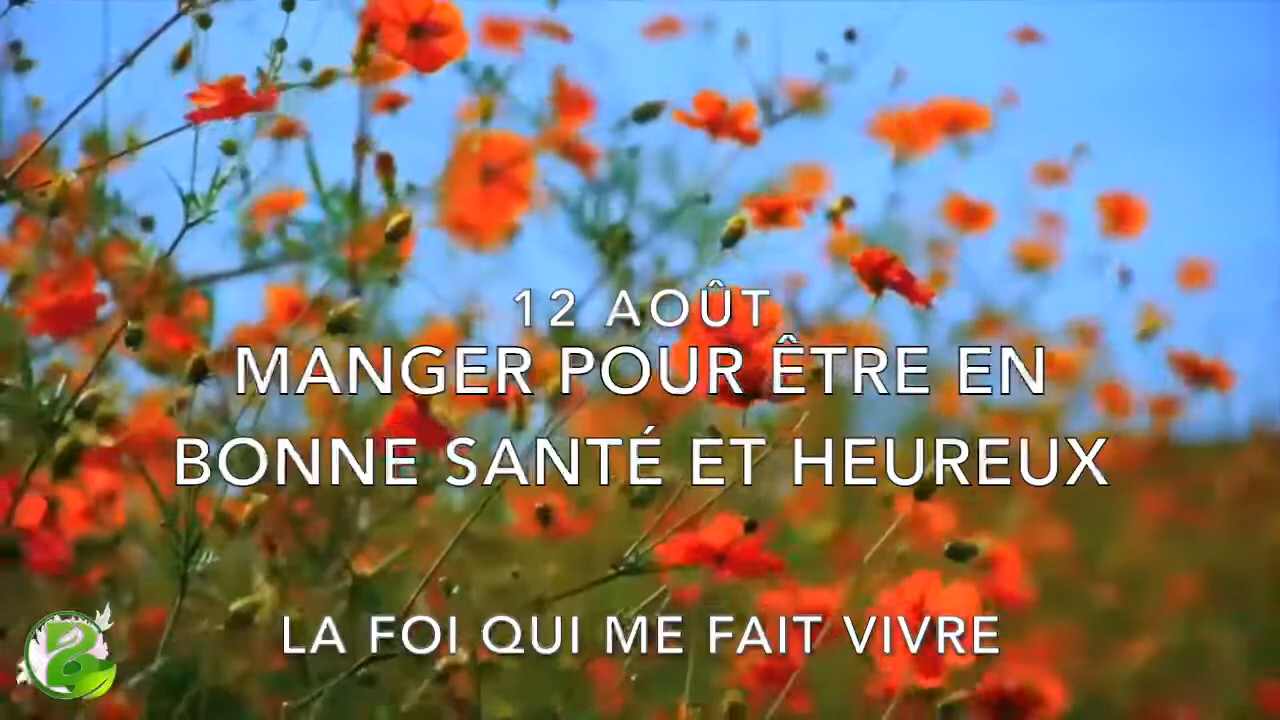 12 AOÛT
MANGER POUR ÊTRE EN
BONNE SANTÉ ET HEUREUX
LA FOI QUI ME FAIT VIVRE